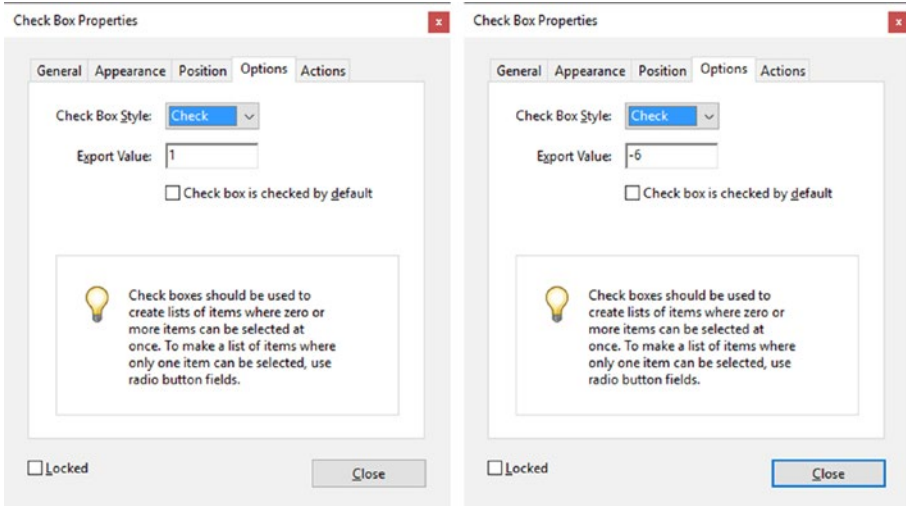 Check Box Properties
x
General Appearance Position Options Actions
Check Box Style: Check
Export Value: 1
Check box is checked by default
Check boxes should be used to
create lists of items where zero or
more items can be selected at
once. To make a list of items where
only one item can be selected, use
radio button fields.
Locked
Close
Check Box Properties
x
General Appearance Position Options Actions
Check Box Style: Check
Export Value: -6
Check box is checked by default
Check boxes should be used to
create lists of items where zero or
more items can be selected at
once. To make a list of items where
only one item can be selected, use
radio button fields.
Locked
Close